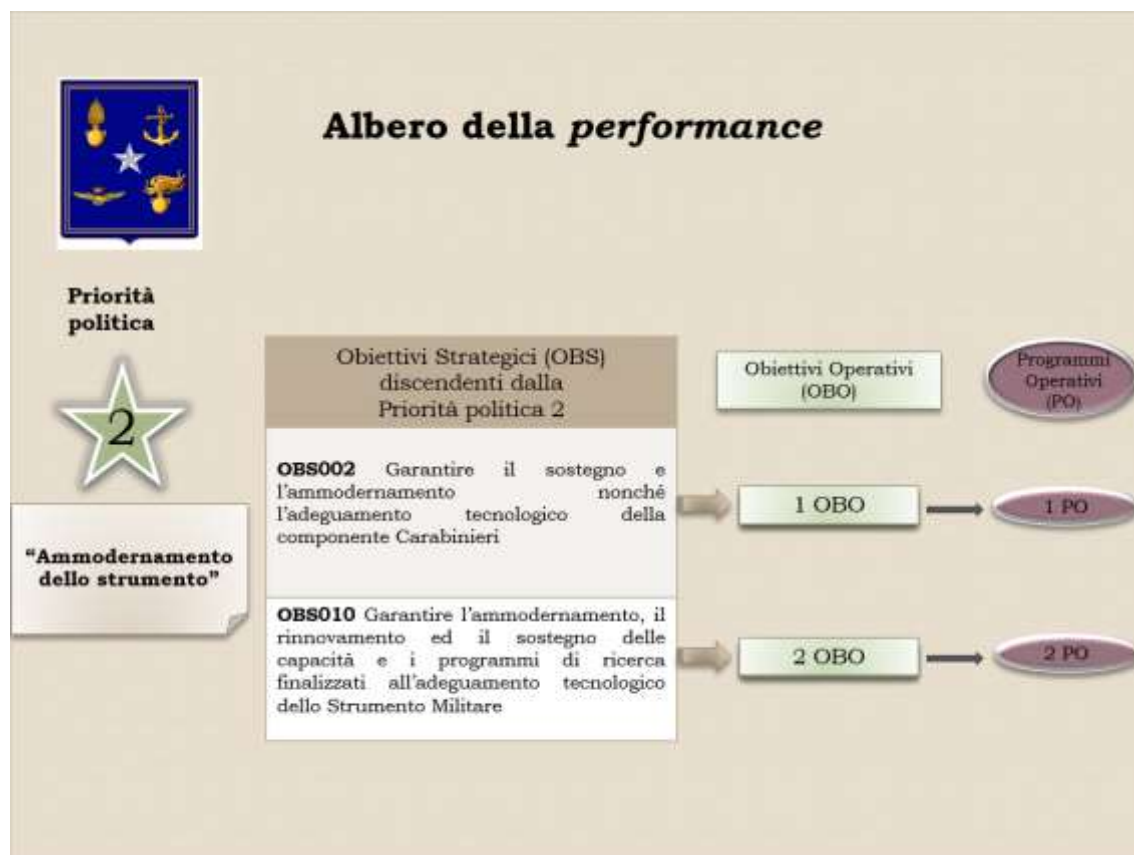 Albero della performance
Priorità
politica
2
"Ammodernamento
dello strumento"
Obiettivi Strategici (OBS)
discendenti dalla
Priorità politica 2
Obiettivi Operativi
(OBO)
Programmi
Operativi
(PO)
OBS002 Garantire il sostegno e
l'ammodernamento nonché
l'adeguamento tecnologico della
componente Carabinieri
1 OBO
1 PO
OBS010 Garantire l'ammodernamento, il
rinnovamento ed il sostegno delle
capacità e i programmi di ricerca
finalizzati all'adeguamento tecnologico
dello Strumento Militare
2 OBO
2 PO